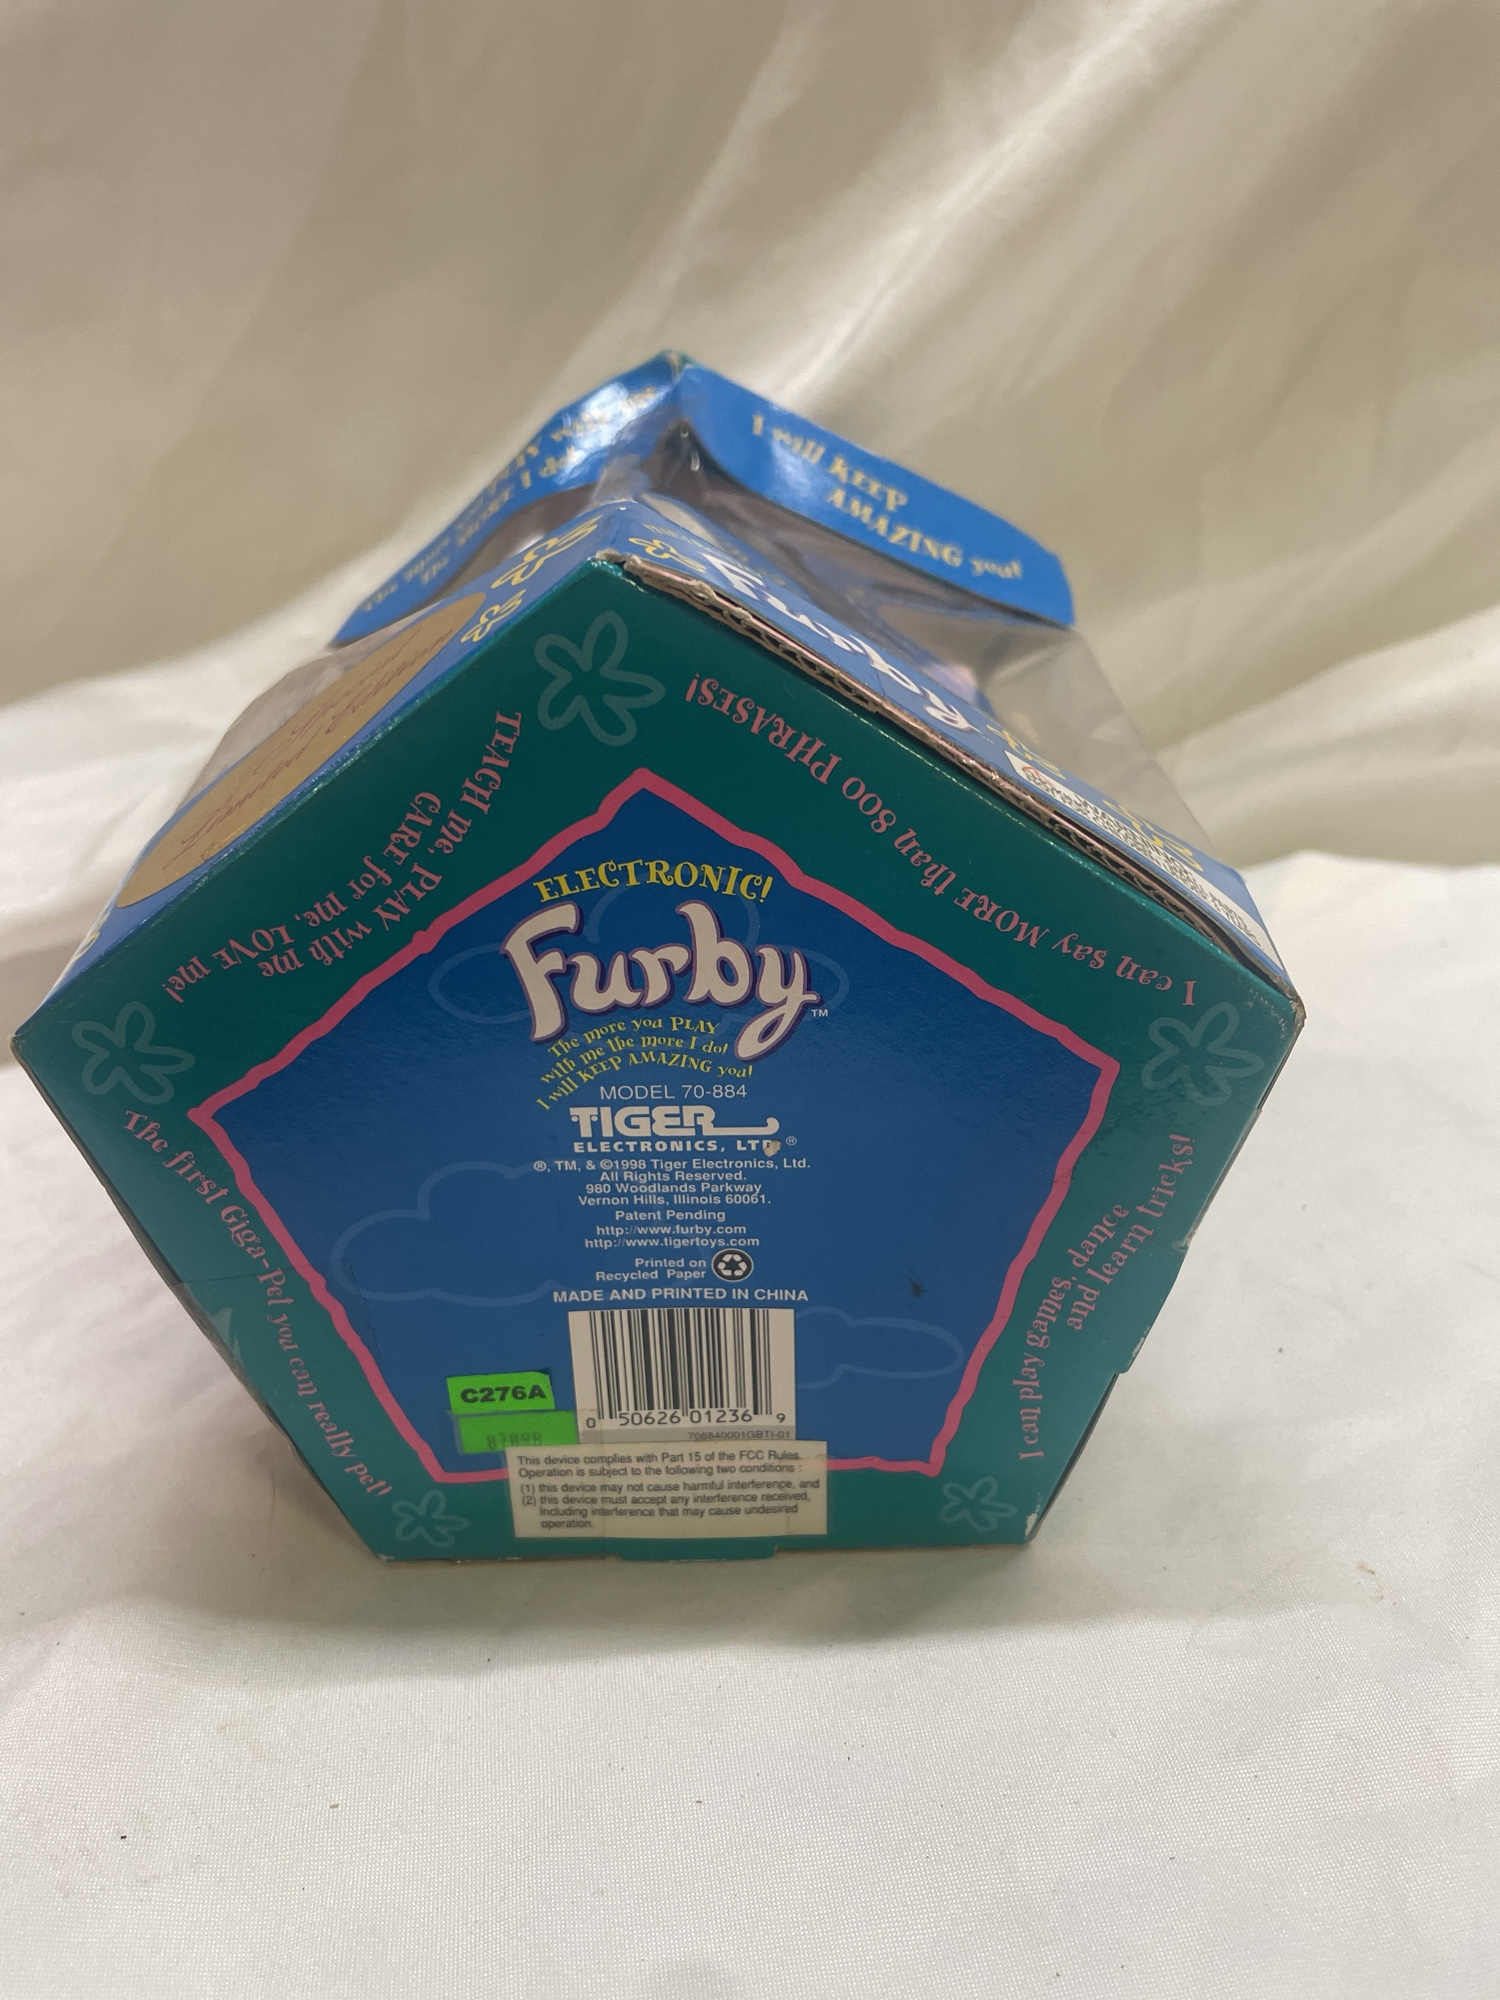 I will KEEP
AMAZING you!
Furby
Special
Limited Edition
TEACH me, PLAY with me
CARE for me, LOVE me!
I can say MORE than 800 PHRASES!
The first Giga-Pet you can really pet!
I can play games, dance
and learn tricks!
ELECTRONIC!
Furby™
The more you PLAY
with me the more I do!
I will KEEP AMAZING you!
MODEL 70-884
TIGER
ELECTRONICS, LTD.®
®, TM, & ©1998 Tiger Electronics, Ltd.
All Rights Reserved.
980 Woodlands Parkway
Vernon Hills, Illinois 60061.
Patent Pending
http://www.furby.com
http://www.tigertoys.com
Printed on
Recycled Paper
MADE AND PRINTED IN CHINA
C276A
07098
0 50626 01236 9
708840001GBTI-01
This device complies with Part 15 of the FCC Rules.
Operation is subject to the following two conditions :
(1) this device may not cause harmful interference, and
(2) this device must accept any interference received,
including interference that may cause undesired
operation.